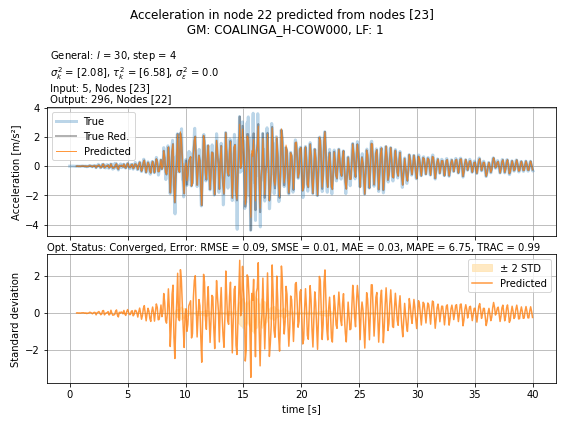 Acceleration in node 22 predicted from nodes [23]
GM: COALINGA_H-COW000, LF: 1
General: l = 30, step = 4
σ²ₖ = [2.08], τ²ₖ = [6.58], σ²ε = 0.0
Input: 5, Nodes [23]
Output: 296, Nodes [22]
Acceleration [m/s²]
4
2
0
−2
−4
True
True Red.
Predicted
Opt. Status: Converged, Error: RMSE = 0.09, SMSE = 0.01, MAE = 0.03, MAPE = 6.75, TRAC = 0.99
Standard deviation
2
0
−2
± 2 STD
Predicted
0 5 10 15 20 25 30 35 40
time [s]